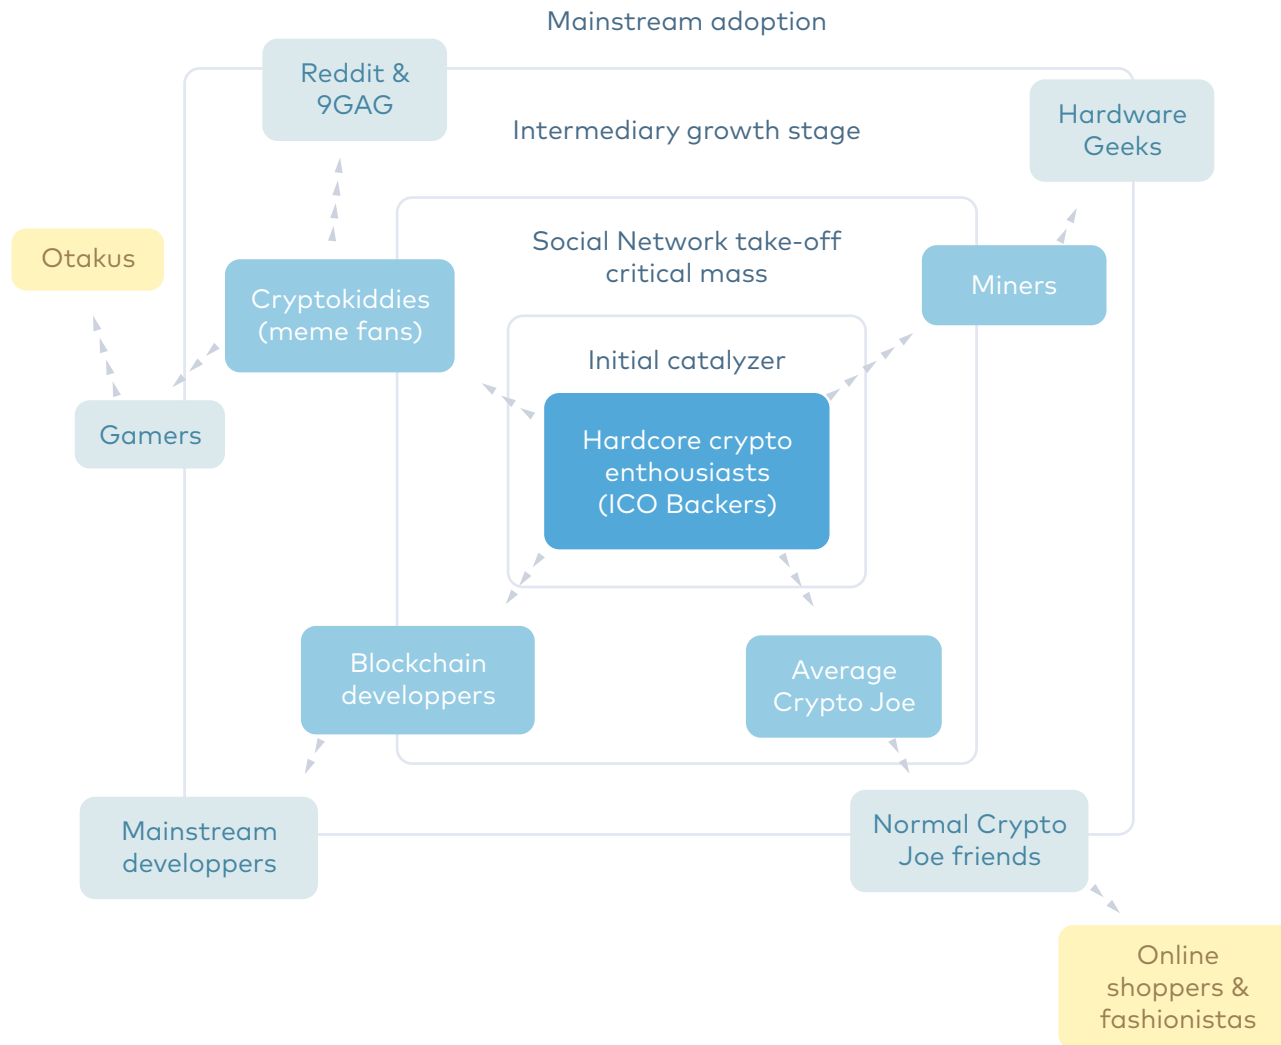 Mainstream adoption
Reddit &
9GAG
Hardware
Geeks
Intermediary growth stage
Otakus
Social Network take-off
critical mass
Cryptokiddies
(meme fans)
Miners
Initial catalyzer
Gamers
Hardcore crypto
enthousiasts
(ICO Backers)
Blockchain
developpers
Average
Crypto Joe
Mainstream
developpers
Normal Crypto
Joe friends
Online
shoppers &
fashionistas